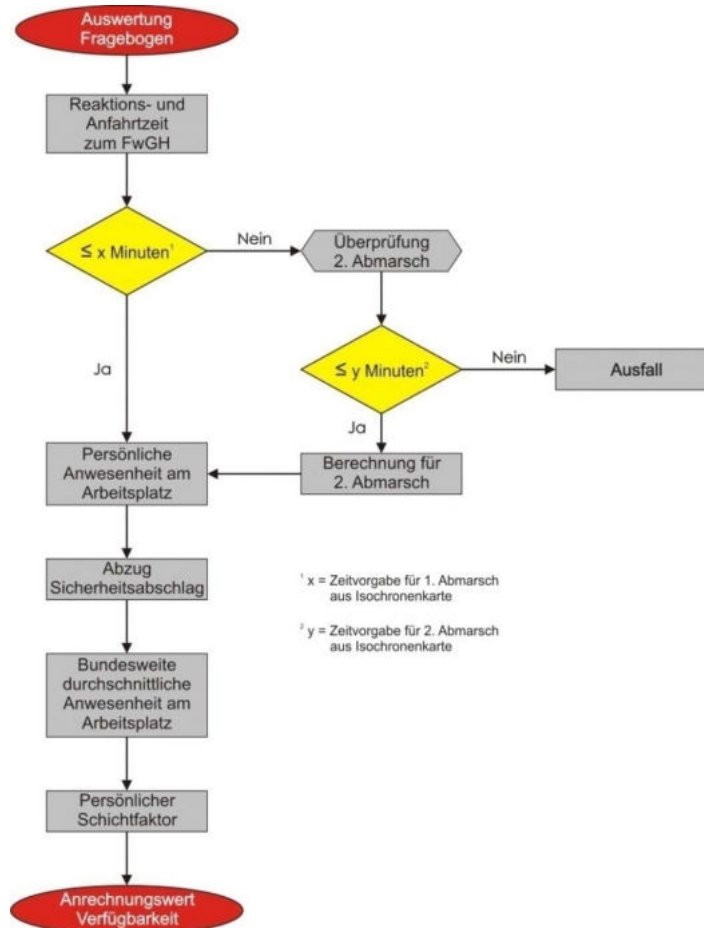 Auswertung
Fragebogen
Reaktions- und
Anfahrtzeit
zum FwGH
≤ x Minuten¹
Nein
Überprüfung
2. Abmarsch
Ja
≤ y Minuten²
Nein
Ausfall
Ja
Berechnung für
2. Abmarsch
Persönliche
Anwesenheit am
Arbeitsplatz
Abzug
Sicherheitsabschlag
¹ x = Zeitvorgabe für 1. Abmarsch
aus Isochronenkarte
² y = Zeitvorgabe für 2. Abmarsch
aus Isochronenkarte
Bundesweite
durchschnittliche
Anwesenheit am
Arbeitsplatz
Persönlicher
Schichtfaktor
Anrechnungswert
Verfügbarkeit